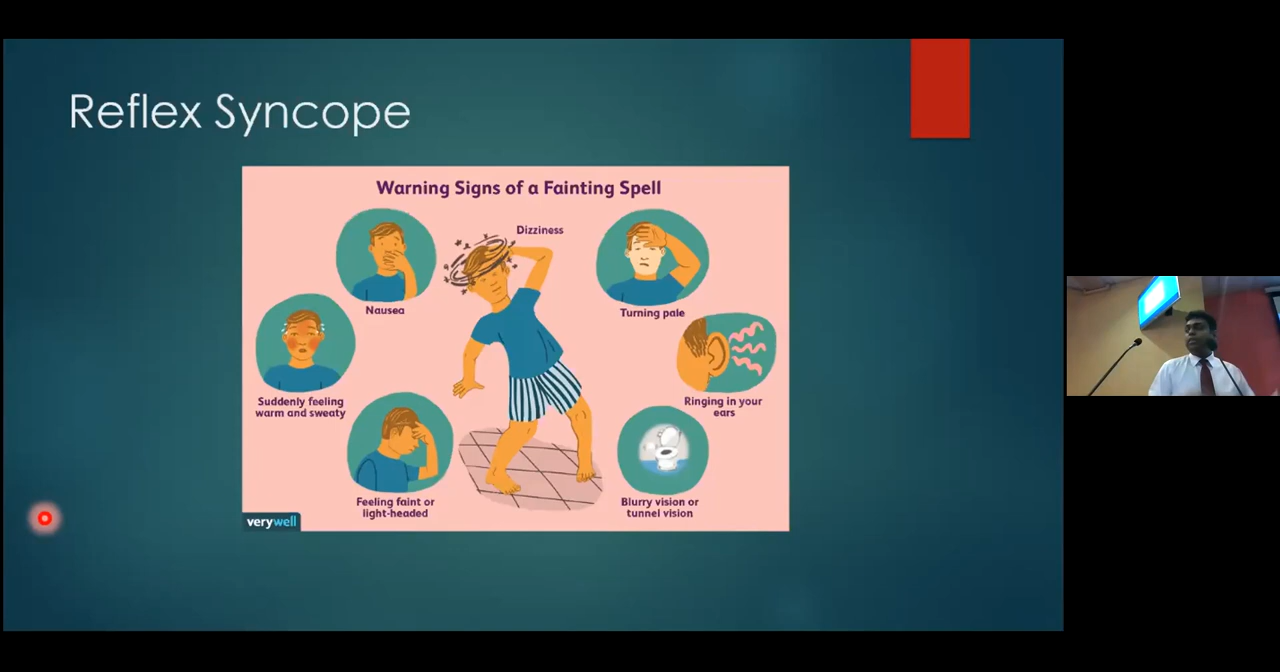 Reflex Syncope
Warning Signs of a Fainting Spell
Dizziness
Nausea
Turning pale
Suddenly feeling
warm and sweaty
Ringing in your
ears
Feeling faint or
light-headed
Blurry vision or
tunnel vision
verywell